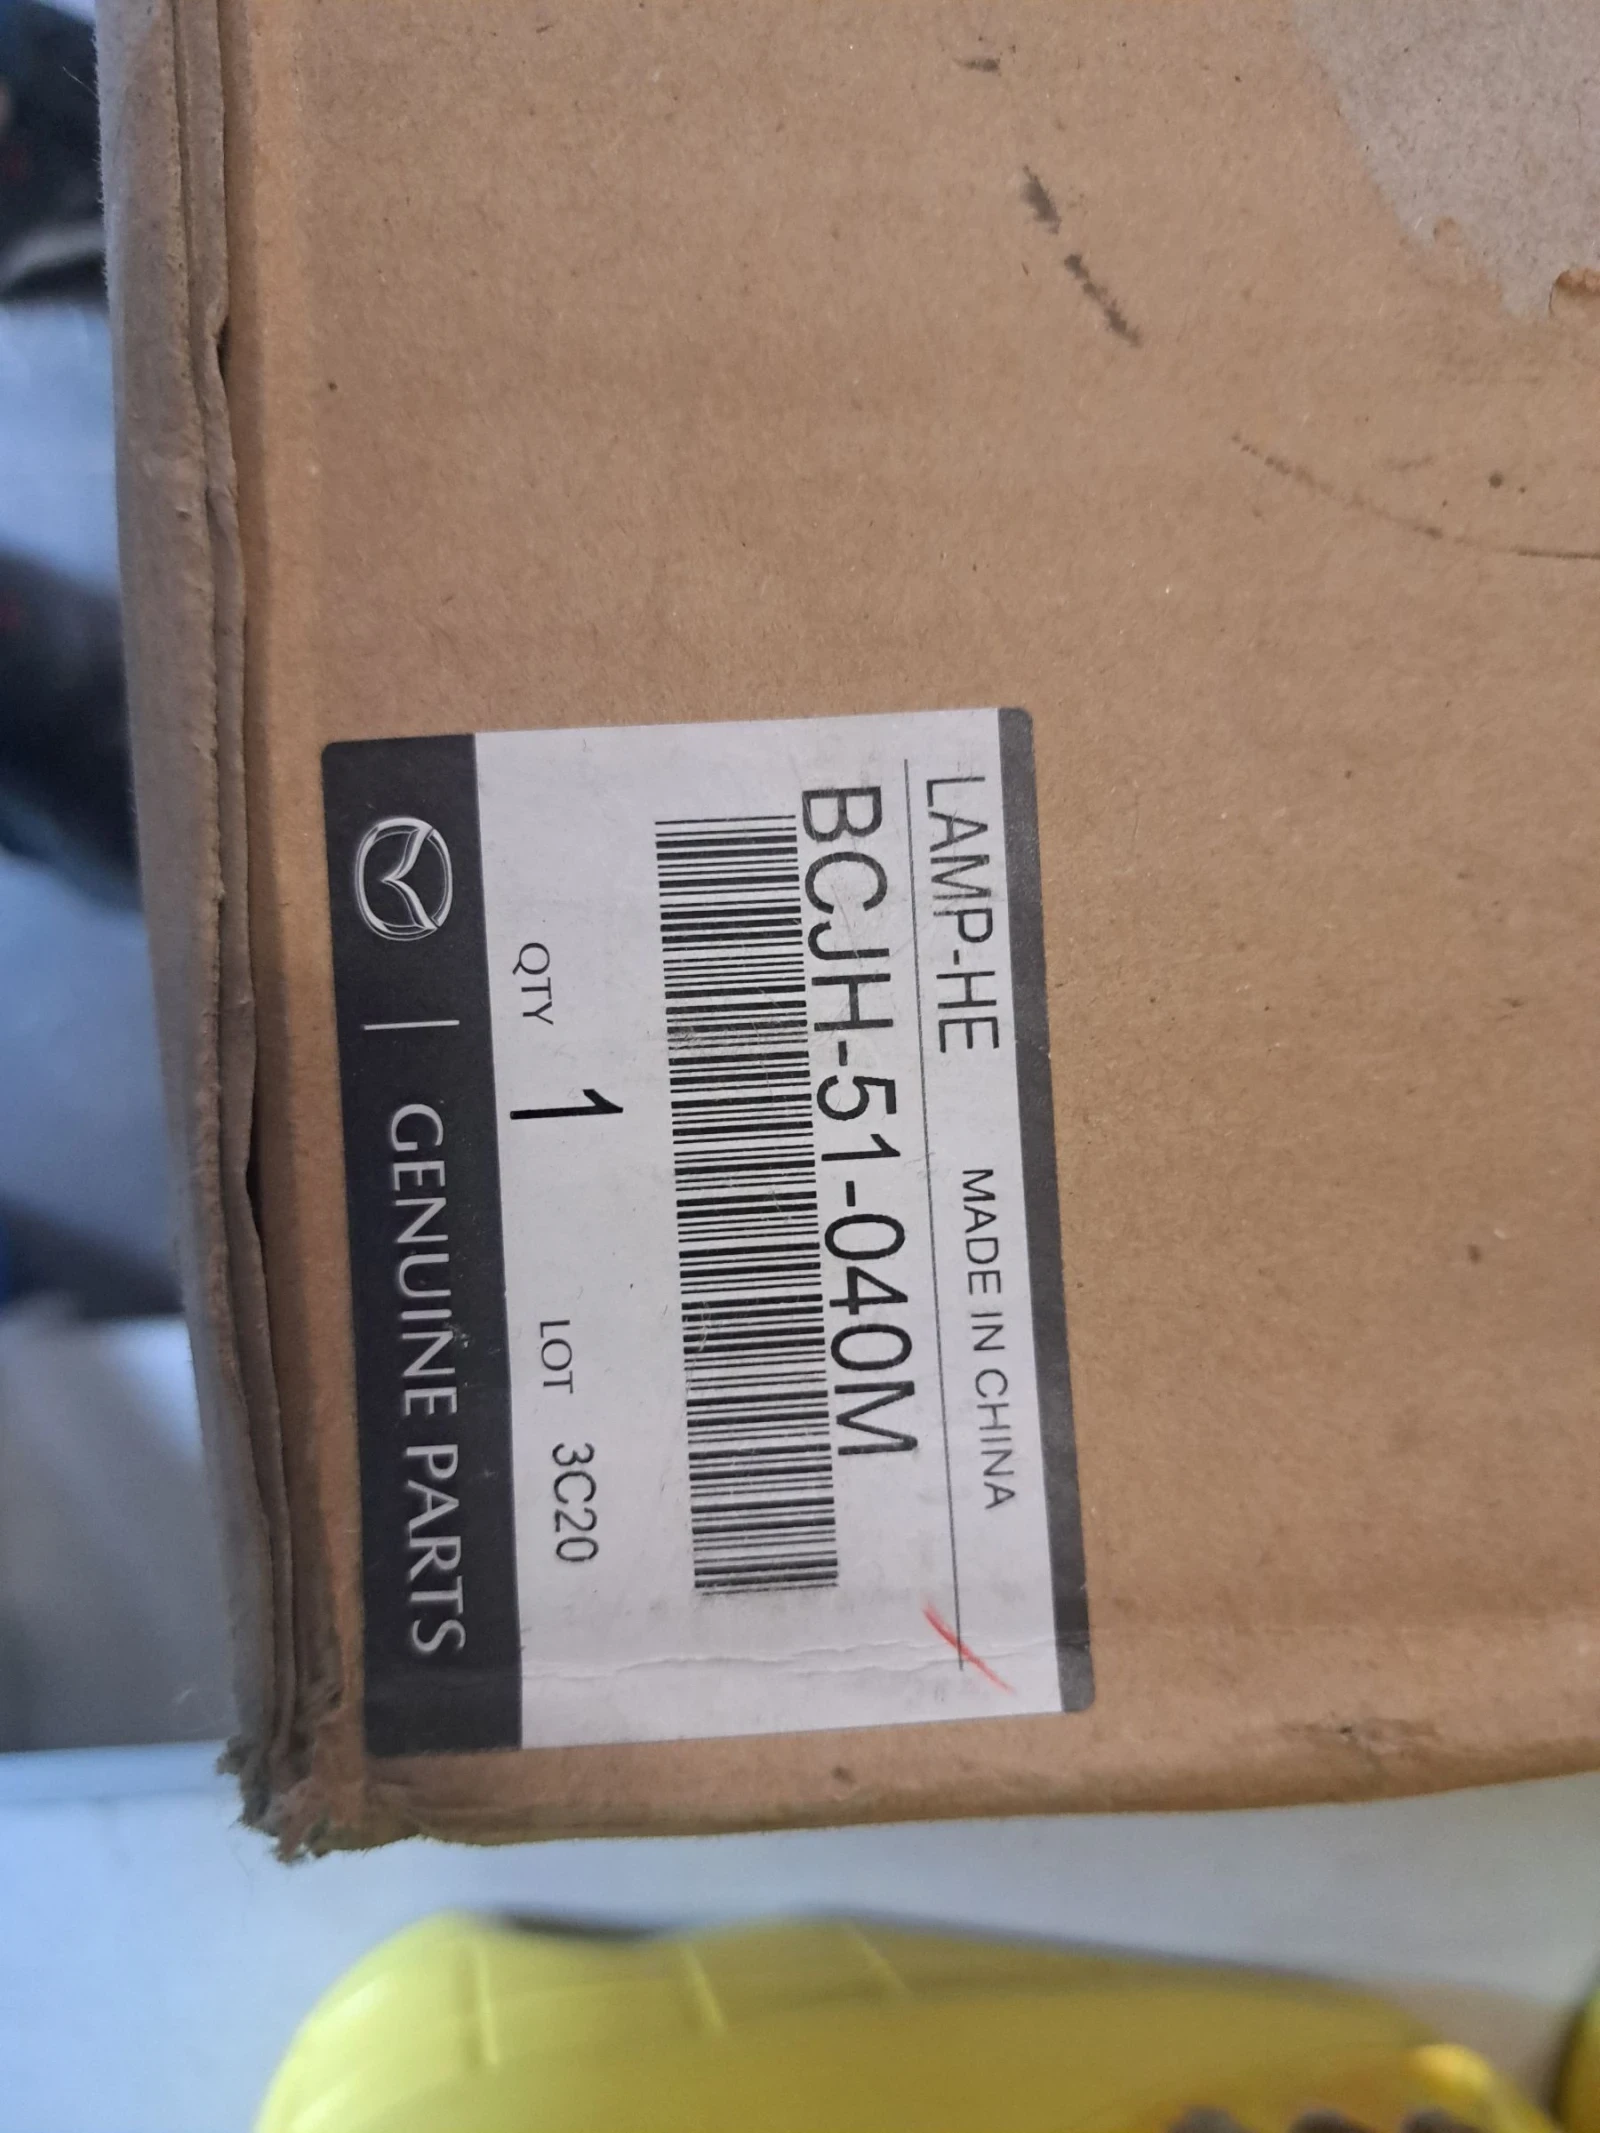 LAMP-HE MADE IN CHINA
BCJH-51-040M
QTY 1 LOT 3C20
GENUINE PARTS